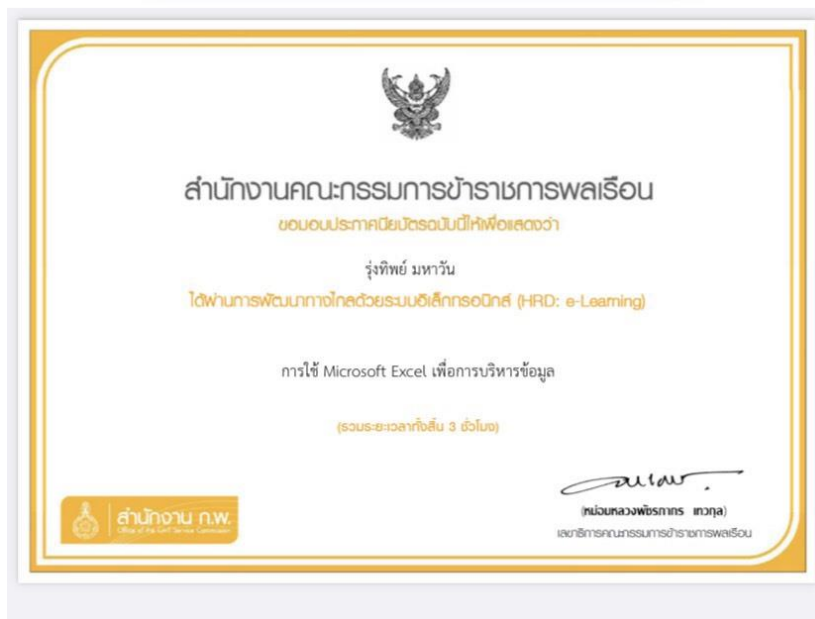 สำนักงานคณะกรรมการข้าราชการพลเรือน
ขอมอบประกาศนียบัตรฉบับนี้ให้เพื่อแสดงว่า
รุ่งทิพย์ มหาวัน
ได้ผ่านการพัฒนาทางไกลด้วยระบบอิเล็กทรอนิกส์ (HRD: e-Learning)
การใช้ Microsoft Excel เพื่อการบริหารข้อมูล
(รวมระยะเวลาทั้งสิ้น 3 ชั่วโมง)
(หม่อมหลวงพัชรภากร เทวกุล)
เลขาธิการคณะกรรมการข้าราชการพลเรือน
สำนักงาน ก.พ.
Office of the Civil Service Commission